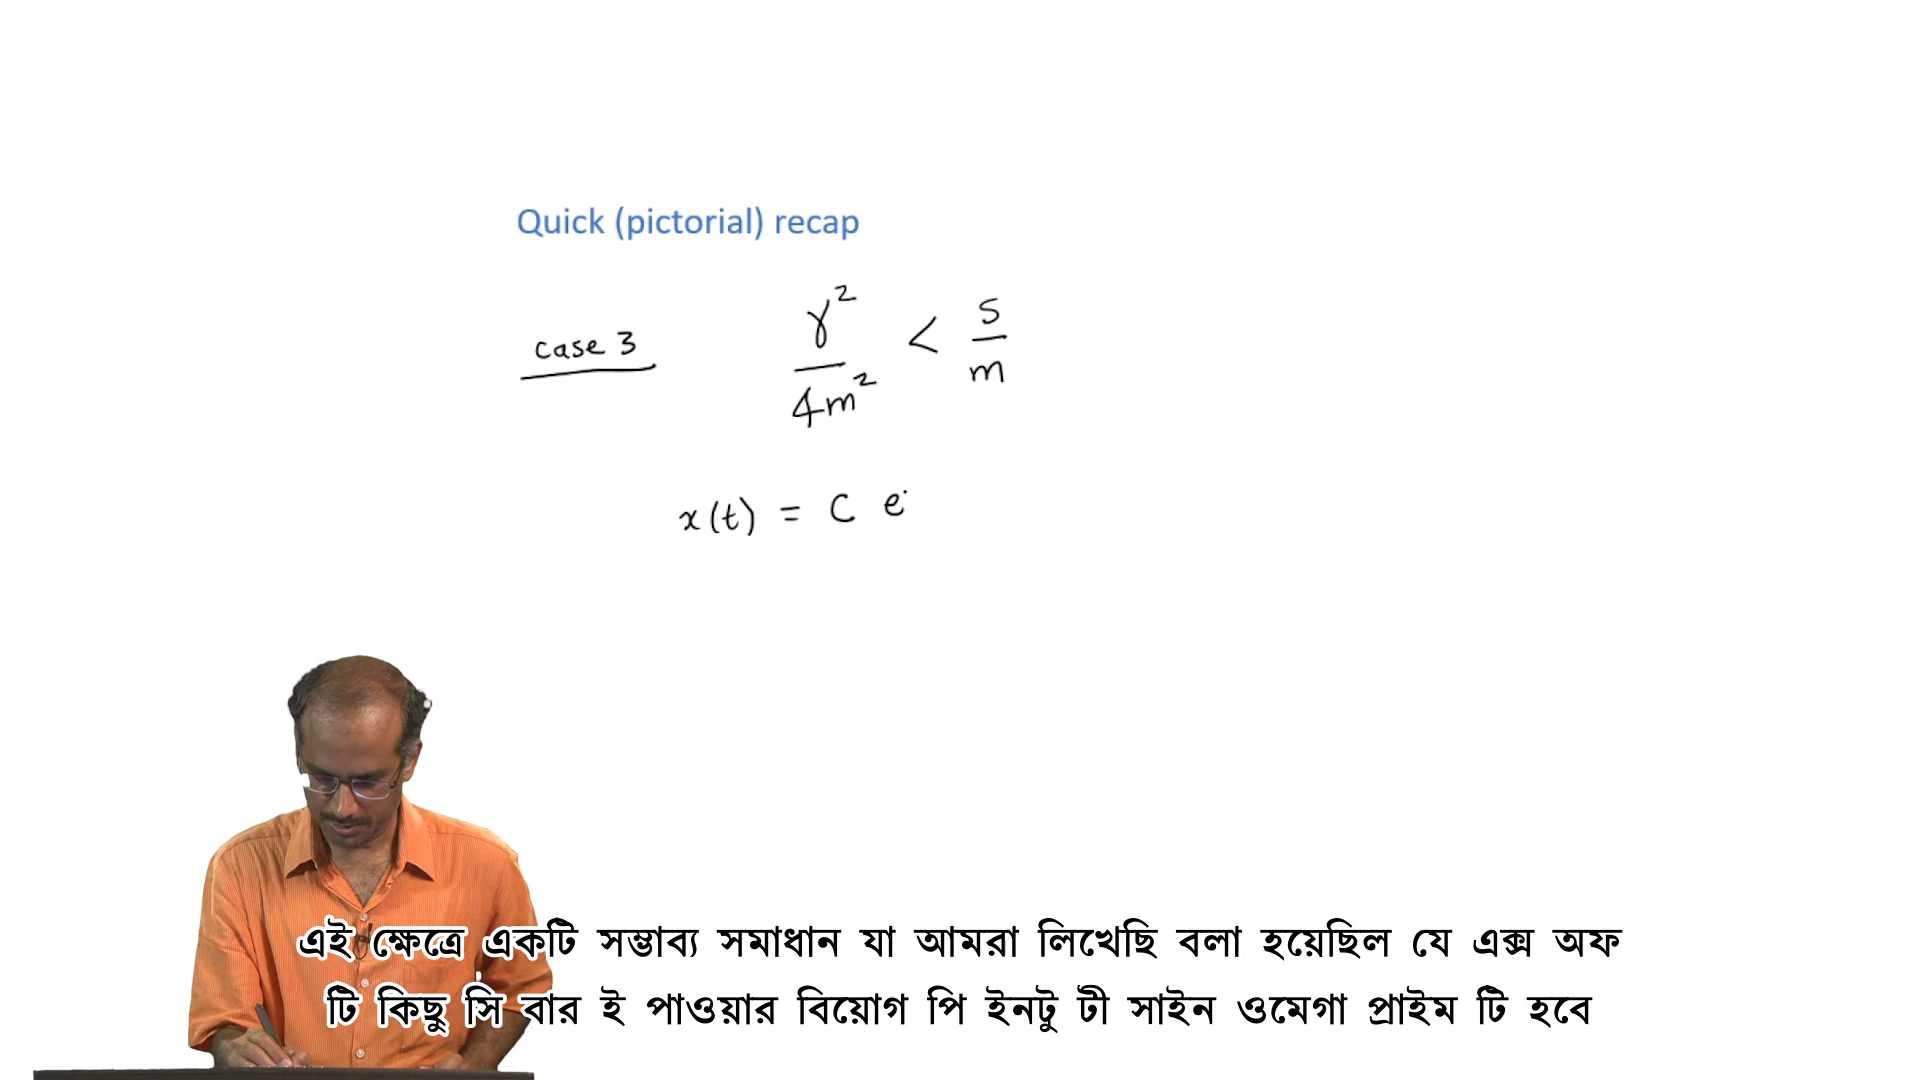 Quick (pictorial) recap
case 3 γ²/4m² < s/m
x(t) = C e
এই ক্ষেত্রে একটি সম্ভাব্য সমাধান যা আমরা লিখেছি বলা হয়েছিল যে এক্স অফ
টি কিছু সি বার ই পাওয়ার বিয়োগ পি ইনটু টী সাইন ওমেগা প্রাইম টি হবে